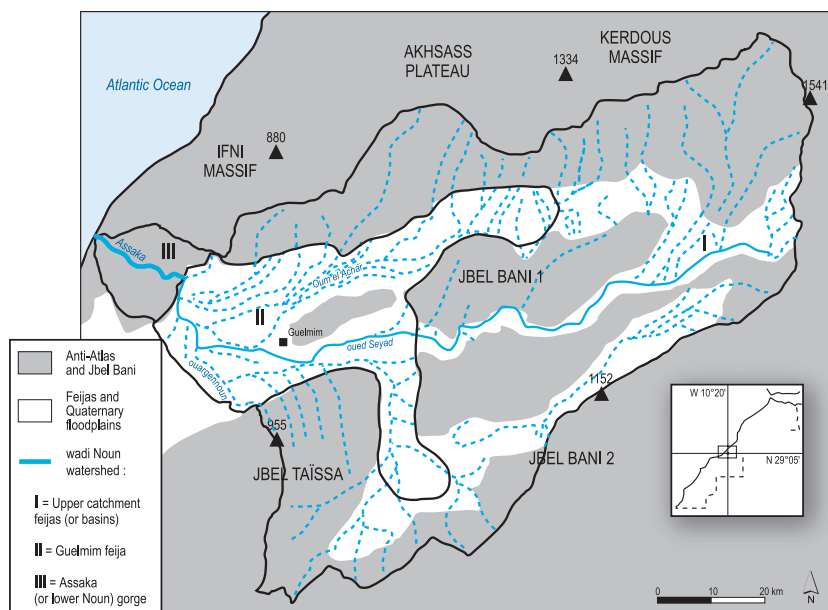 Atlantic Ocean
AKHSASS
PLATEAU
1334
KERDOUS
MASSIF
1541
880
IFNI
MASSIF
III
Assaka
I
Oum el Achar
JBEL BANI 1
II
Guelmim
oued Seyad
ouargennoun
1152
955
JBEL TAÏSSA
JBEL BANI 2
Anti-Atlas
and Jbel Bani
Feijas and
Quaternary
floodplains
wadi Noun
watershed :
I = Upper catchment
feijas (or basins)
II = Guelmim feija
III = Assaka
(or lower Noun) gorge
W 10°20'
N 29°05'
0 10 20 km
N